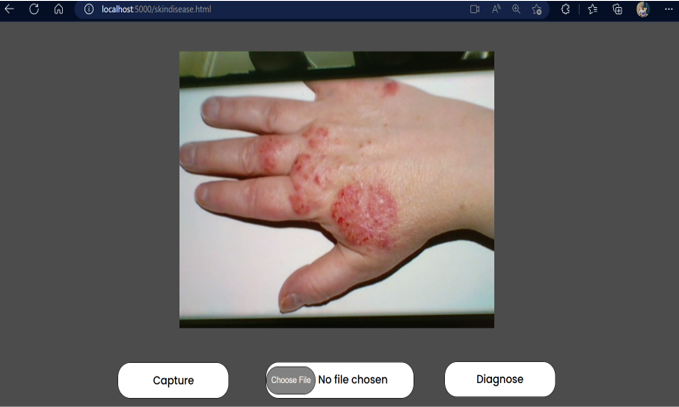 localhost:5000/skindisease.html
Capture
Choose File No file chosen
Diagnose